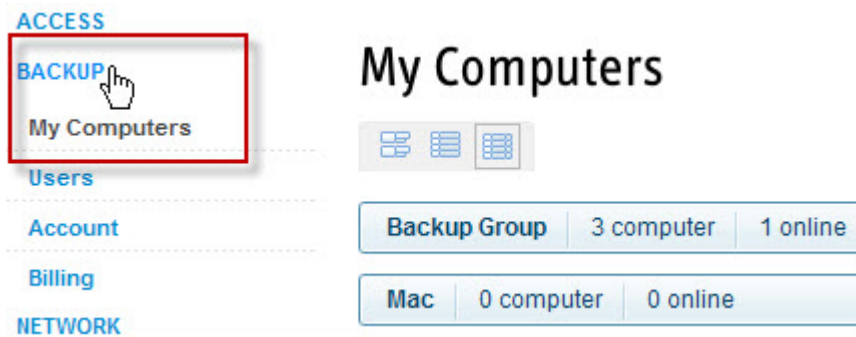 ACCESS
BACKUP
My Computers
Users
Account
Billing
NETWORK
My Computers
Backup Group 3 computer 1 online
Mac 0 computer 0 online